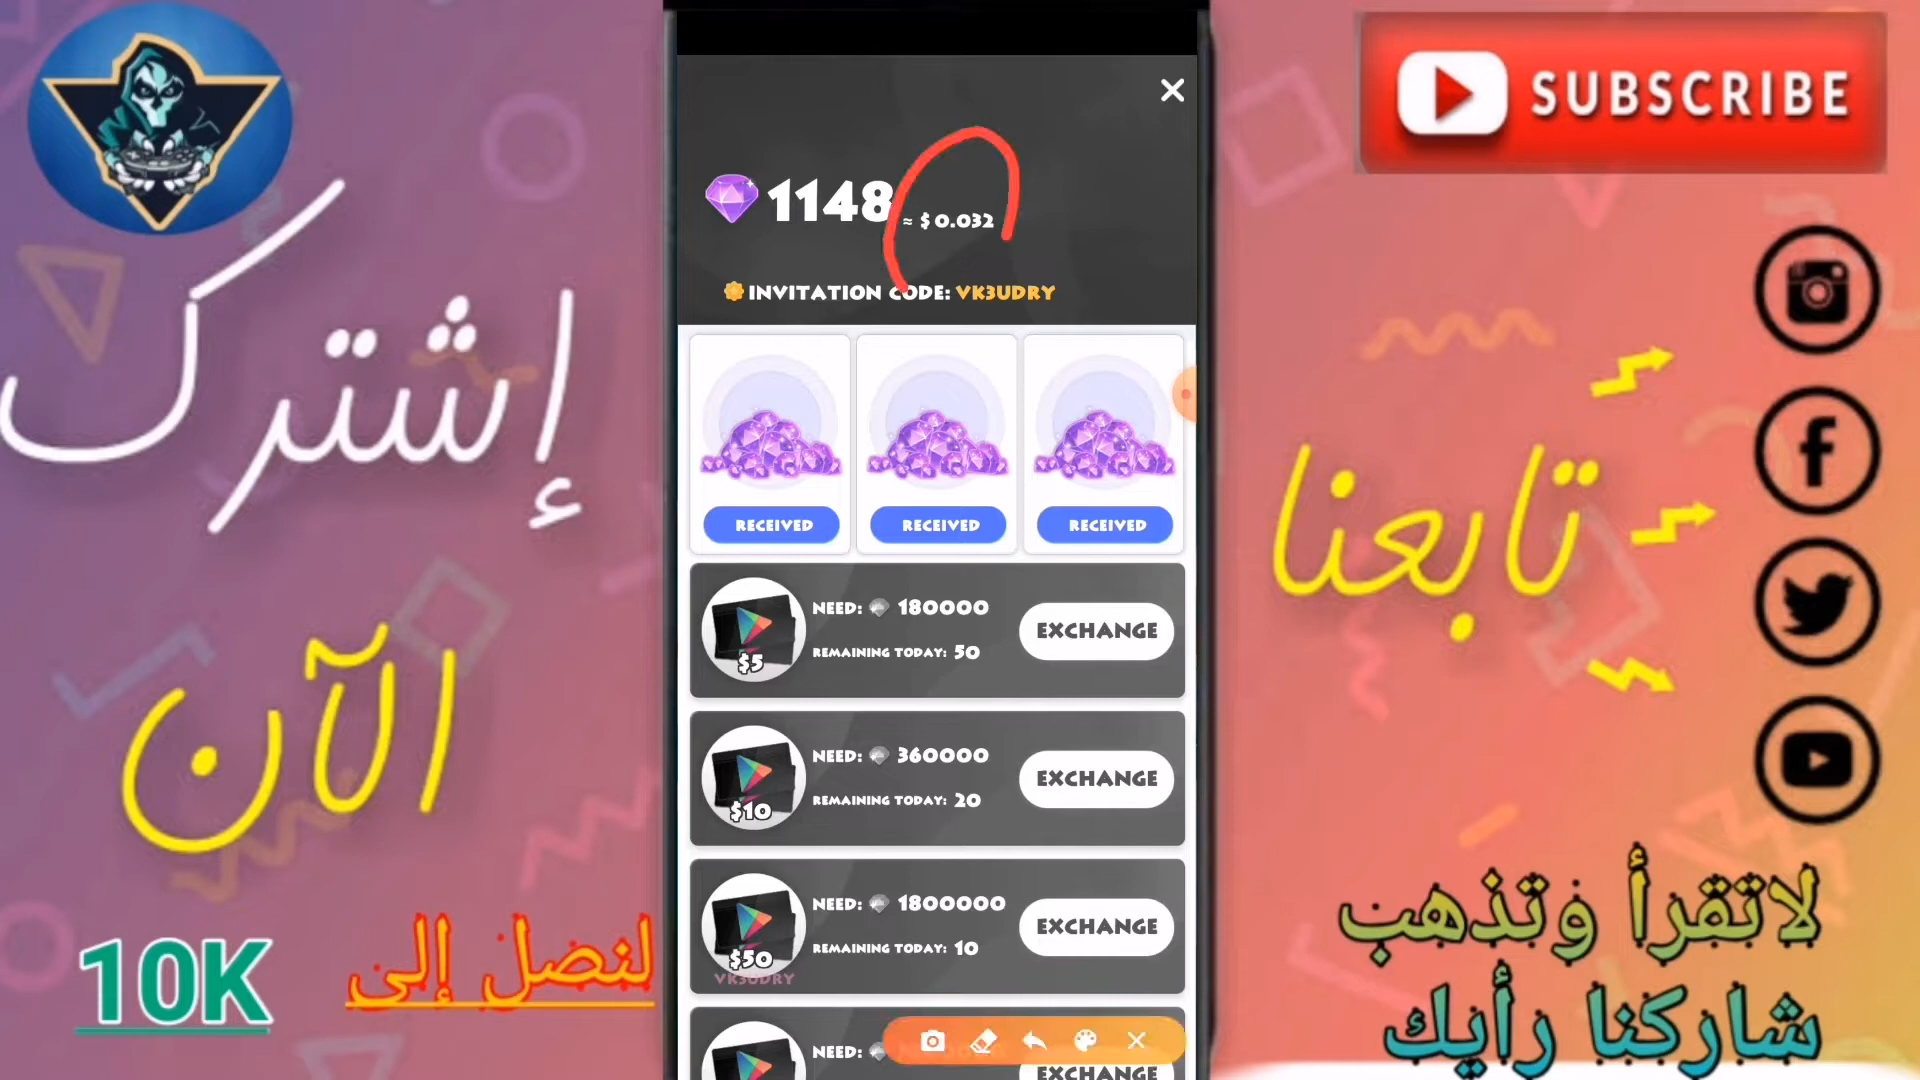 SUBSCRIBE
1148
≈ $ 0.032
INVITATION CODE: VK3UDRY
إشترك
الآن
لنصل إلى
10K
تابعنا
لاتقرأ وتذهب
شاركنا رأيك
RECEIVED
RECEIVED
RECEIVED
$5
NEED: 180000
REMAINING TODAY: 50
EXCHANGE
$10
NEED: 360000
REMAINING TODAY: 20
EXCHANGE
$50
NEED: 1800000
REMAINING TODAY: 10
EXCHANGE
VK3UDRY
NEED:
EXCHANGE